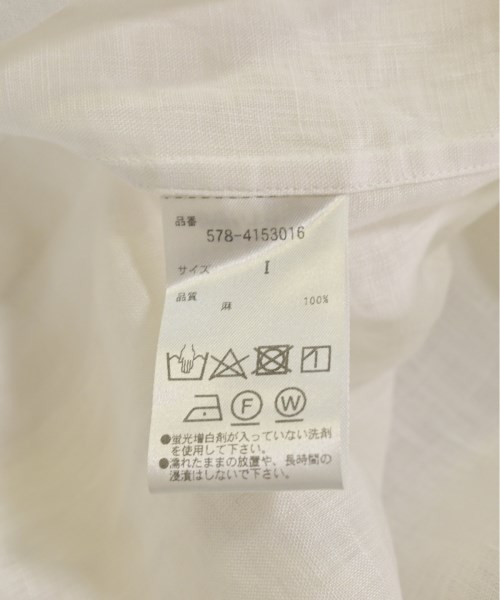 品番
578-4153016
サイズ I
品質 麻 100%
F W
●蛍光増白剤が入っていない洗剤
を使用して下さい。
●濡れたままの放置や、長時間の
浸漬はしないで下さい。